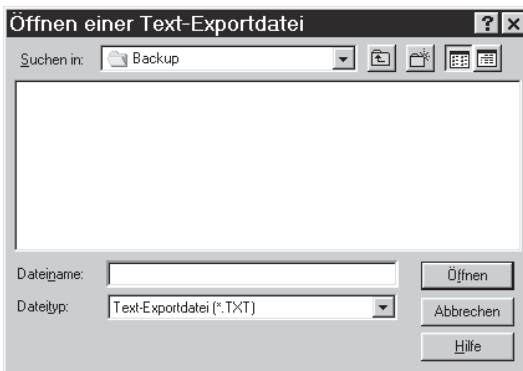 Öffnen einer Text-Exportdatei
Suchen in: Backup
Dateiname:
Öffnen
Dateityp: Text-Exportdatei (*.TXT)
Abbrechen
Hilfe